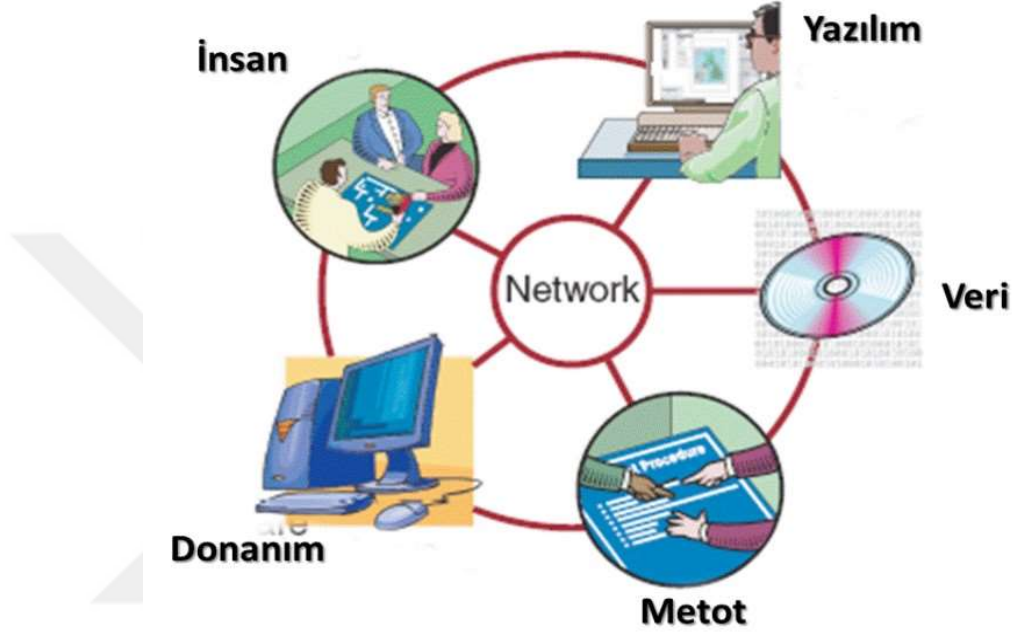 İnsan
Yazılım
Network
Veri
Procedure
Donanım
Metot